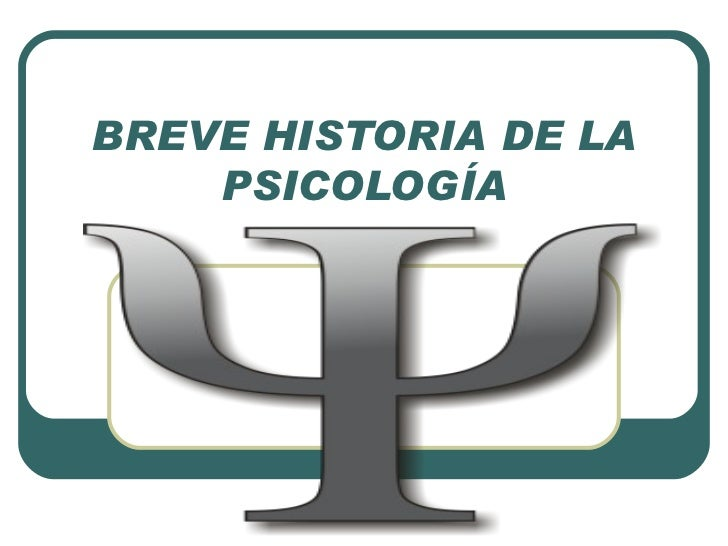 BREVE HISTORIA DE LA
PSICOLOGÍA
Ψ